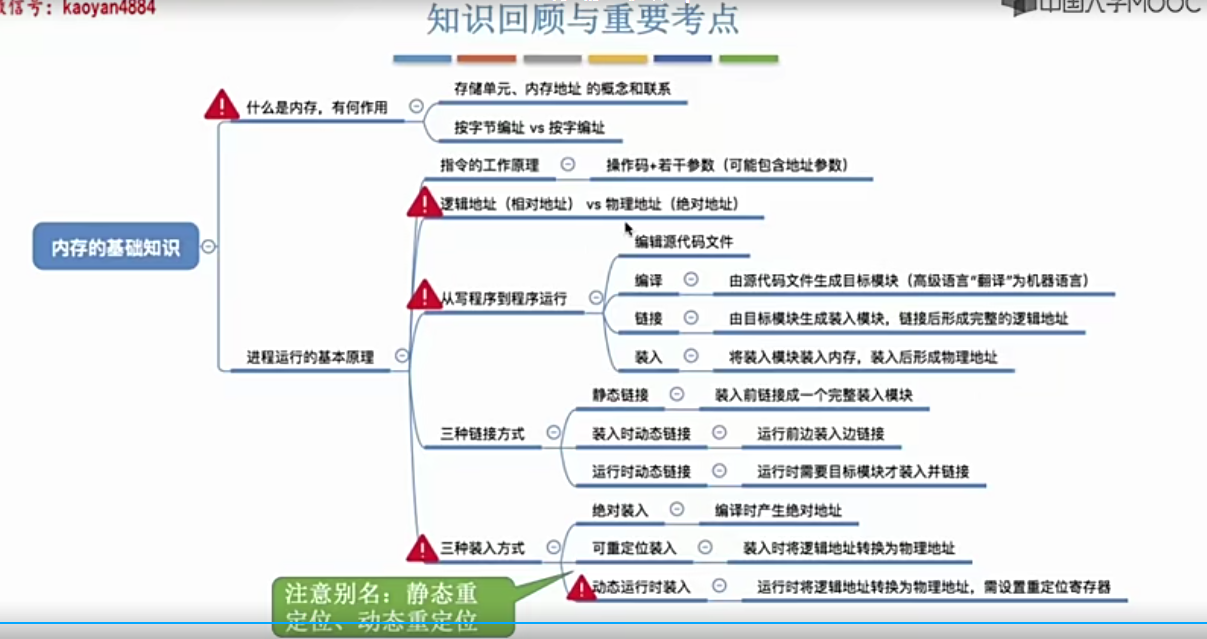 微信号：kaoyan4884
中国大学MOOC
知识回顾与重要考点
什么是内存，有何作用
存储单元、内存地址 的概念和联系
按字节编址 vs 按字编址
内存的基础知识
进程运行的基本原理
指令的工作原理
操作码+若干参数（可能包含地址参数）
逻辑地址（相对地址） vs 物理地址（绝对地址）
从写程序到程序运行
编辑源代码文件
编译
由源代码文件生成目标模块（高级语言“翻译”为机器语言）
链接
由目标模块生成装入模块，链接后形成完整的逻辑地址
装入
将装入模块装入内存，装入后形成物理地址
三种链接方式
静态链接
装入前链接成一个完整装入模块
装入时动态链接
运行前边装入边链接
运行时动态链接
运行时需要目标模块才装入并链接
三种装入方式
绝对装入
编译时产生绝对地址
可重定位装入
装入时将逻辑地址转换为物理地址
动态运行时装入
运行时将逻辑地址转换为物理地址，需设置重定位寄存器
注意别名：静态重
定位、动态重定位